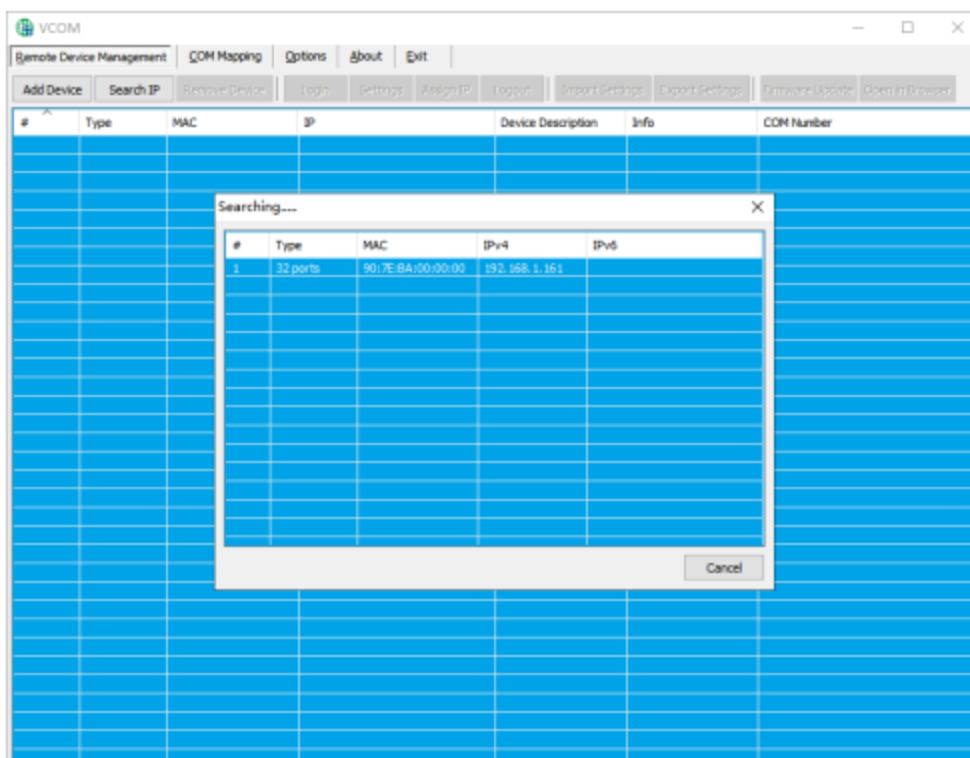 VCOM
Remote Device Management COM Mapping Options About Exit
Add Device Search IP Remove Device Login Settings Assign IP Logout Import Settings Export Settings Firmware Update Open in Browser
# Type MAC IP Device Description Info COM Number
Searching....
# Type MAC IPv4 IPv6
1 32 ports 90:7E:BA:00:00:00 192.168.1.161
Cancel